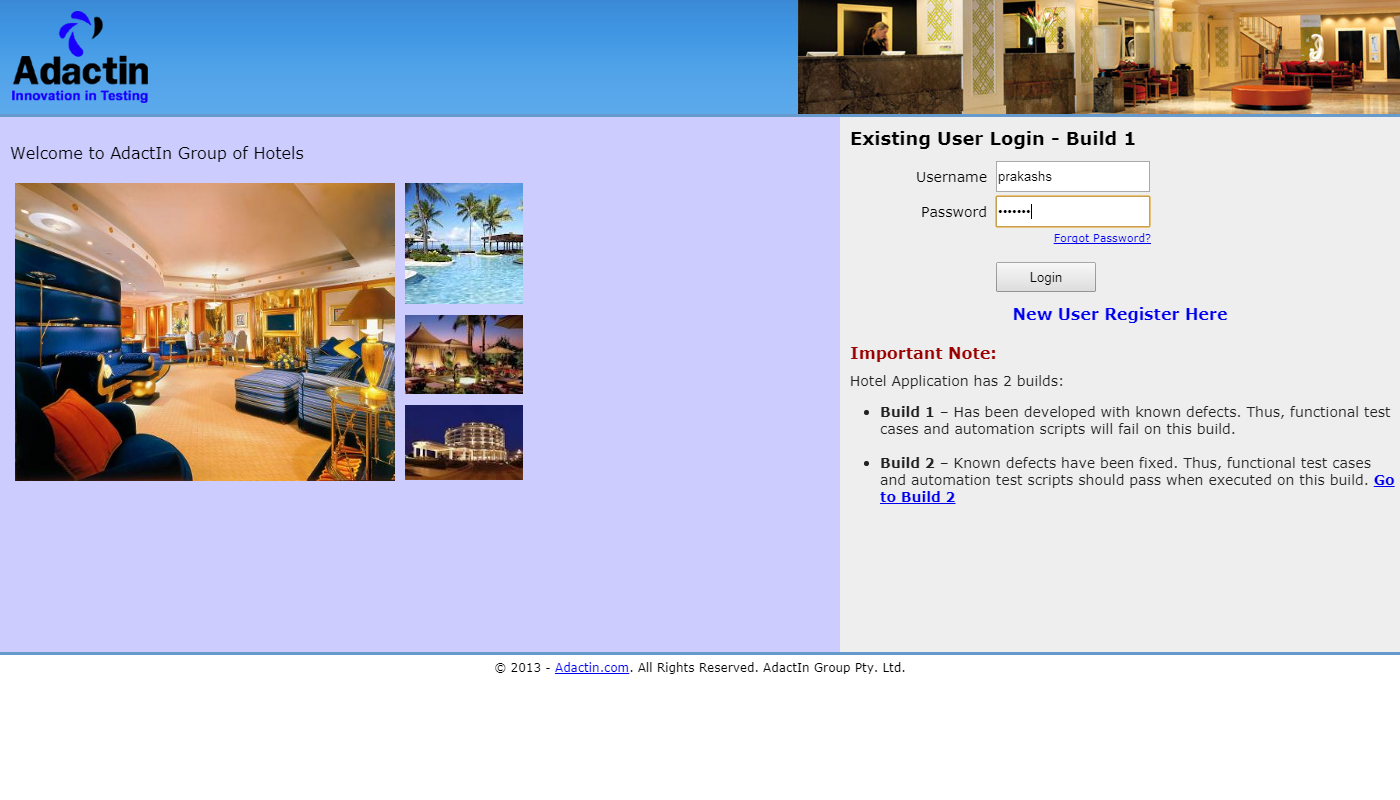 Adactin
Innovation in Testing
Welcome to AdactIn Group of Hotels
Existing User Login - Build 1
Username prakashs
Password •••••••
Forgot Password?
Login
New User Register Here
Important Note:
Hotel Application has 2 builds:
• Build 1 – Has been developed with known defects. Thus, functional test
cases and automation scripts will fail on this build.
• Build 2 – Known defects have been fixed. Thus, functional test cases
and automation test scripts should pass when executed on this build. Go
to Build 2
© 2013 - Adactin.com. All Rights Reserved. AdactIn Group Pty. Ltd.